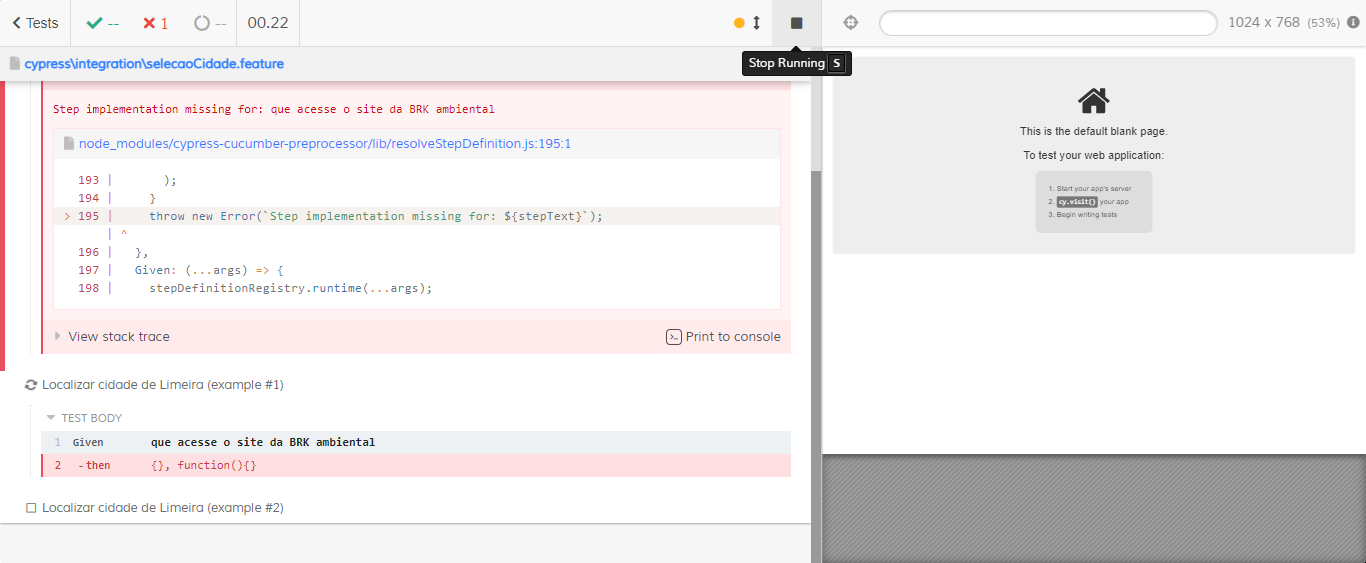 Tests
--
1
--
00.22
1024 x 768 (53%)
cypress\integration\selecaoCidade.feature
Stop Running S
Step implementation missing for: que acesse o site da BRK ambiental
node_modules/cypress-cucumber-preprocessor/lib/resolveStepDefinition.js:195:1
193 |       );
194 |     }
> 195 |     throw new Error(`Step implementation missing for: ${stepText}`);
| ^
196 |   },
197 |   Given: (...args) => {
198 |     stepDefinitionRegistry.runtime(...args);
View stack trace
Print to console
Localizar cidade de Limeira (example #1)
TEST BODY
1 Given que acesse o site da BRK ambiental
2 -then {}, function(){}
Localizar cidade de Limeira (example #2)
This is the default blank page.
To test your web application:
1. Start your app's server
2. cy.visit() your app
3. Begin writing tests